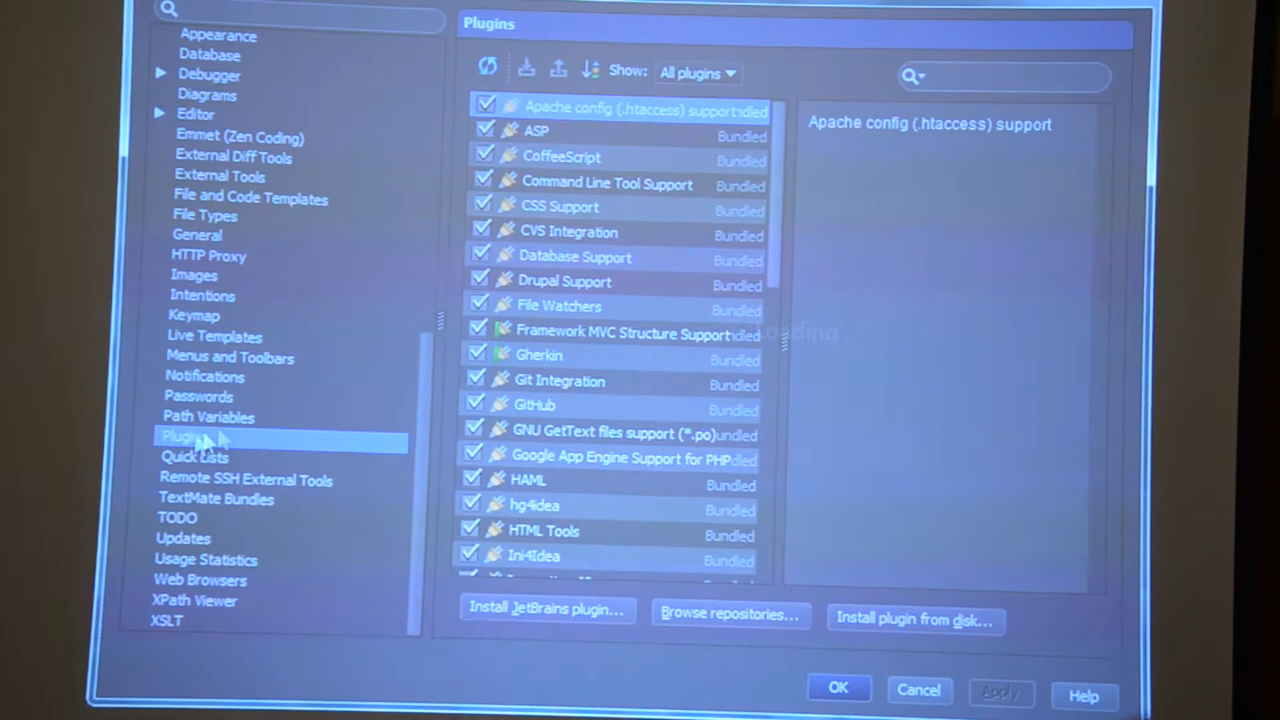 Appearance
Database
Debugger
Diagrams
Editor
Emmet (Zen Coding)
External Diff Tools
External Tools
File and Code Templates
File Types
General
HTTP Proxy
Images
Intentions
Keymap
Live Templates
Menus and Toolbars
Notifications
Passwords
Path Variables
Plugins
Quick Lists
Remote SSH External Tools
TextMate Bundles
TODO
Updates
Usage Statistics
Web Browsers
XPath Viewer
XSLT
Plugins
Show: All plugins
Apache config (.htaccess) support dled
ASP Bundled
CoffeeScript Bundled
Command Line Tool Support Bundled
CSS Support Bundled
CVS Integration Bundled
Database Support Bundled
Drupal Support Bundled
File Watchers Bundled
Framework MVC Structure Support dled
Gherkin Bundled
Git Integration Bundled
GitHub Bundled
GNU GetText files support (*.po) undled
Google App Engine Support for PHP dled
HAML Bundled
hg4idea Bundled
HTML Tools Bundled
Ini4Idea Bundled
Apache config (.htaccess) support
Loading...
Install JetBrains plugin...
Browse repositories...
Install plugin from disk...
OK
Cancel
Apply
Help